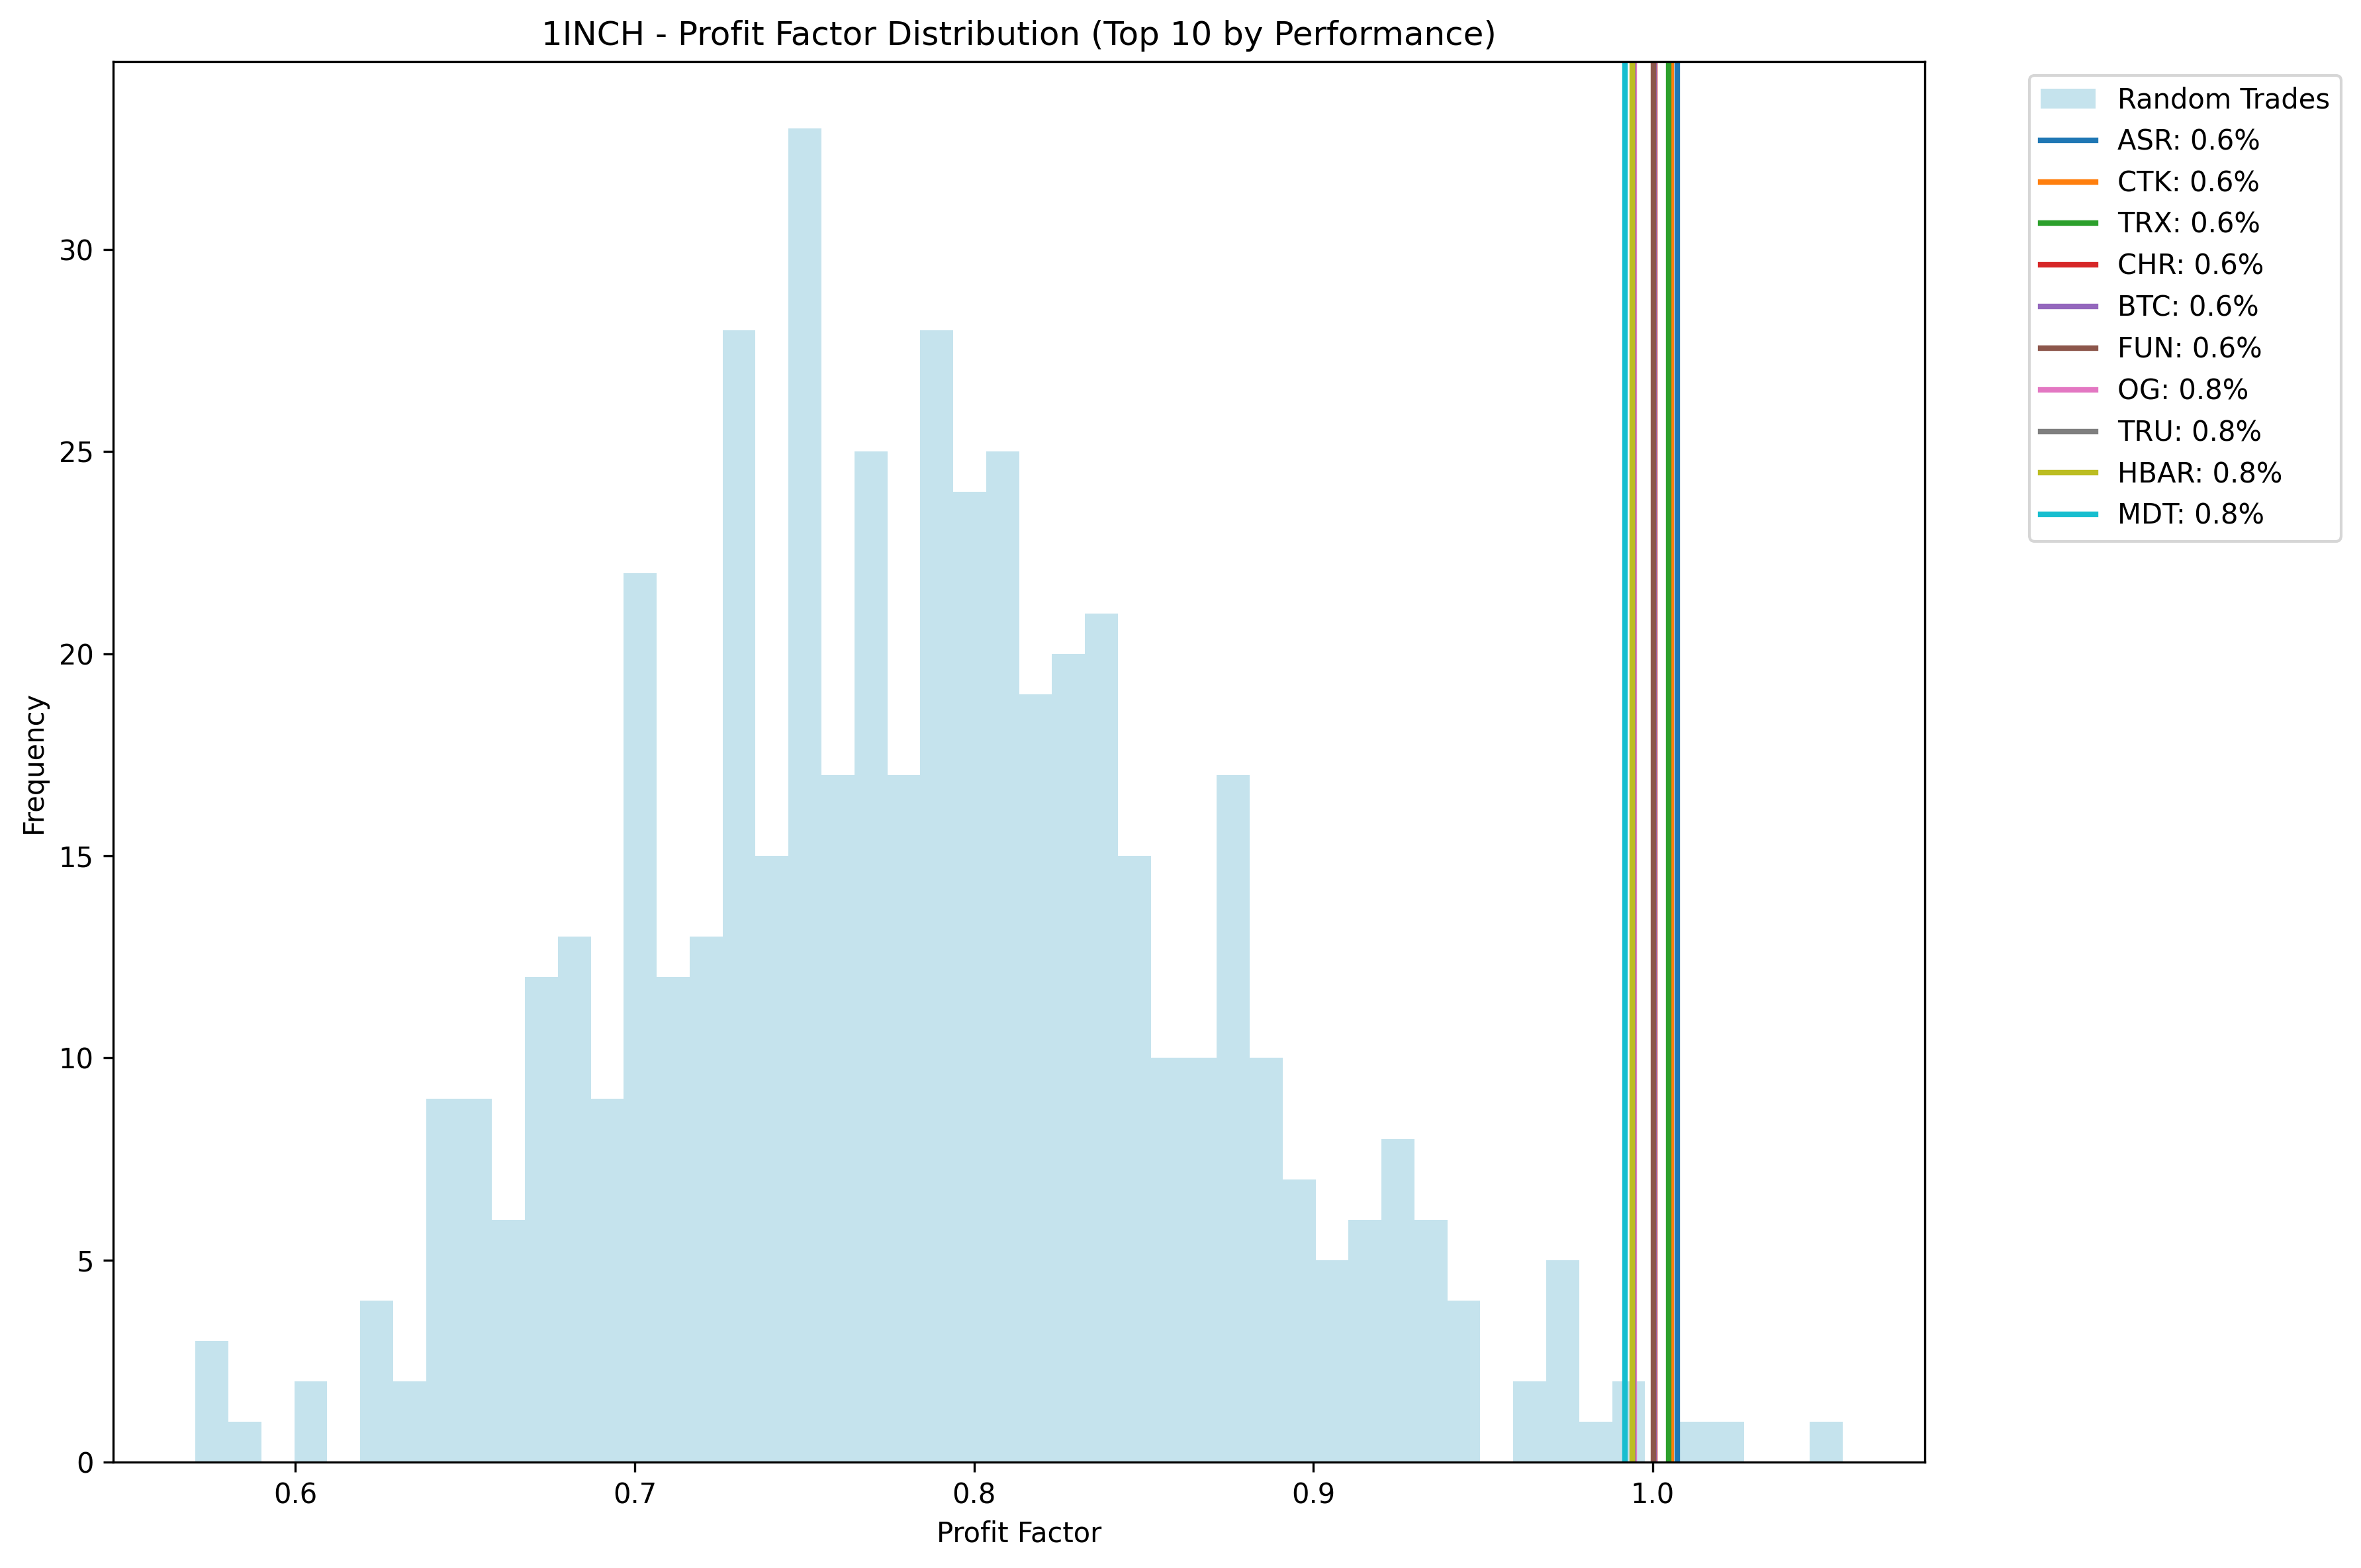 1INCH - Profit Factor Distribution (Top 10 by Performance)
Random Trades
ASR: 0.6%
CTK: 0.6%
TRX: 0.6%
CHR: 0.6%
BTC: 0.6%
FUN: 0.6%
OG: 0.8%
TRU: 0.8%
HBAR: 0.8%
MDT: 0.8%
Frequency
30
25
20
15
10
5
0
0.6 0.7 0.8 0.9 1.0
Profit Factor